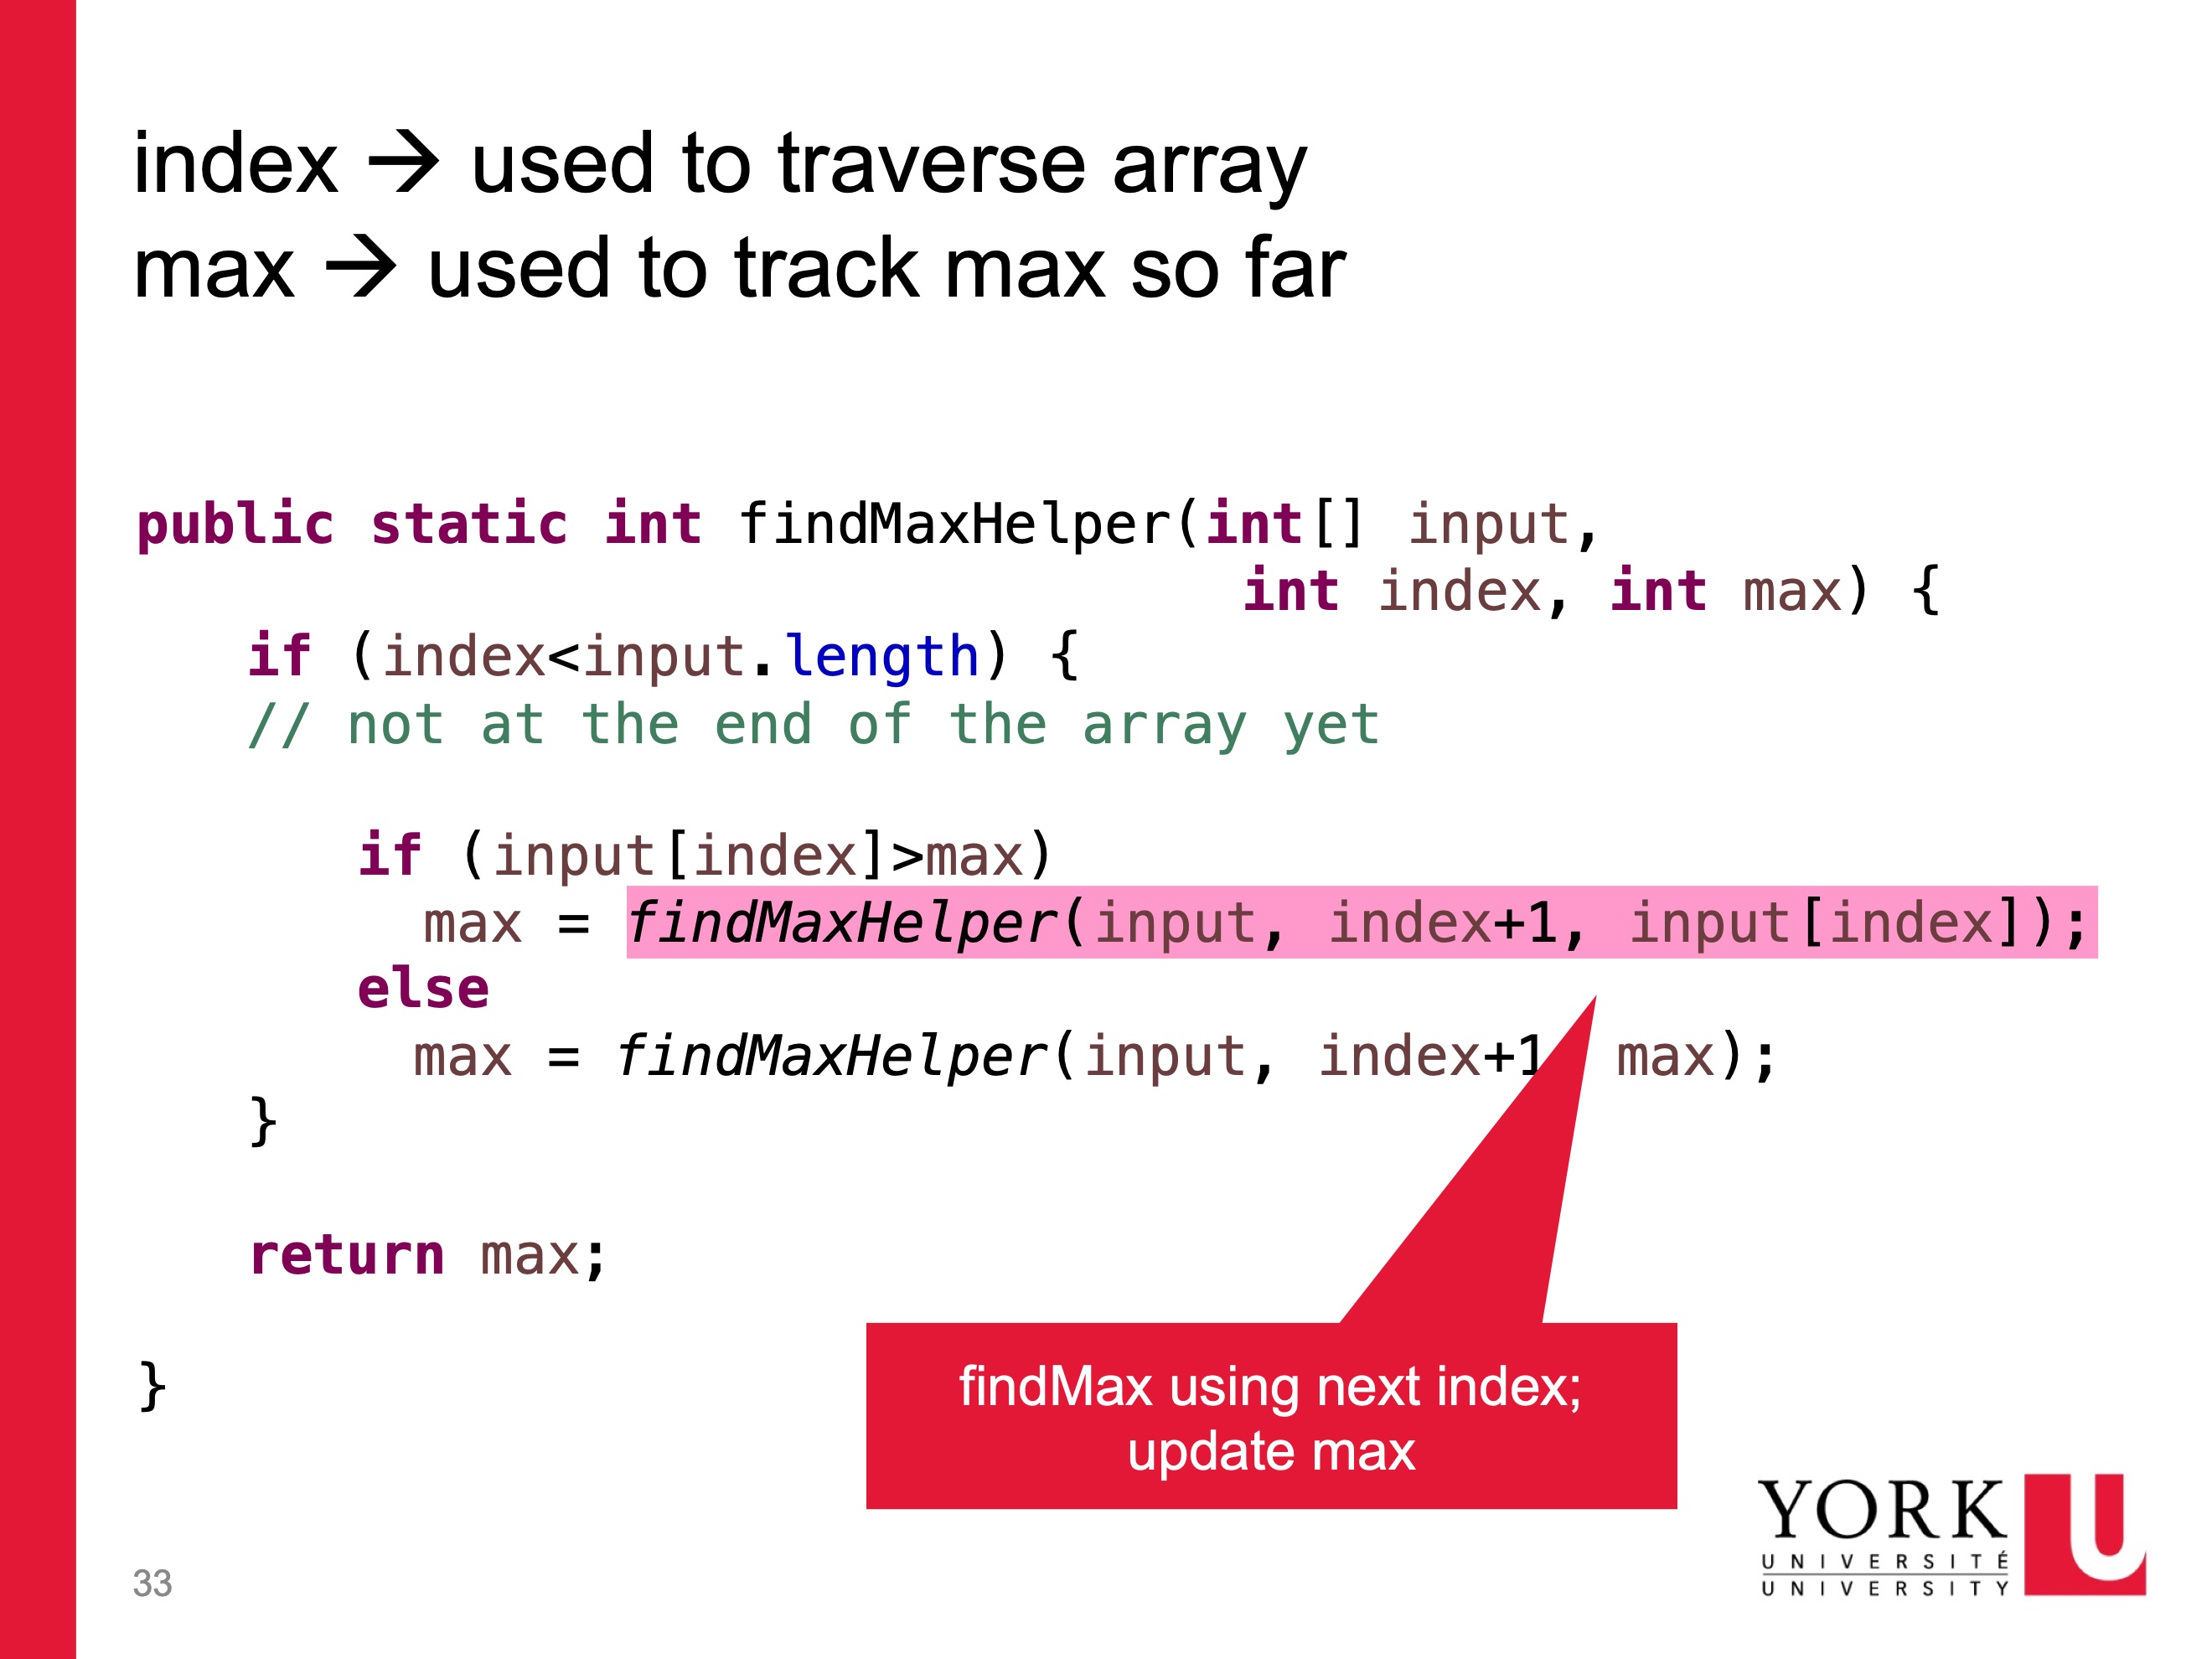 index → used to traverse array
max → used to track max so far
public static int findMaxHelper(int[] input,
int index, int max) {
if (index<input.length) {
// not at the end of the array yet
if (input[index]>max)
max = findMaxHelper(input, index+1, input[index]);
else
max = findMaxHelper(input, index+1 max);
}
return max;
}
findMax using next index;
update max
YORK U
UNIVERSITÉ
UNIVERSITY
33